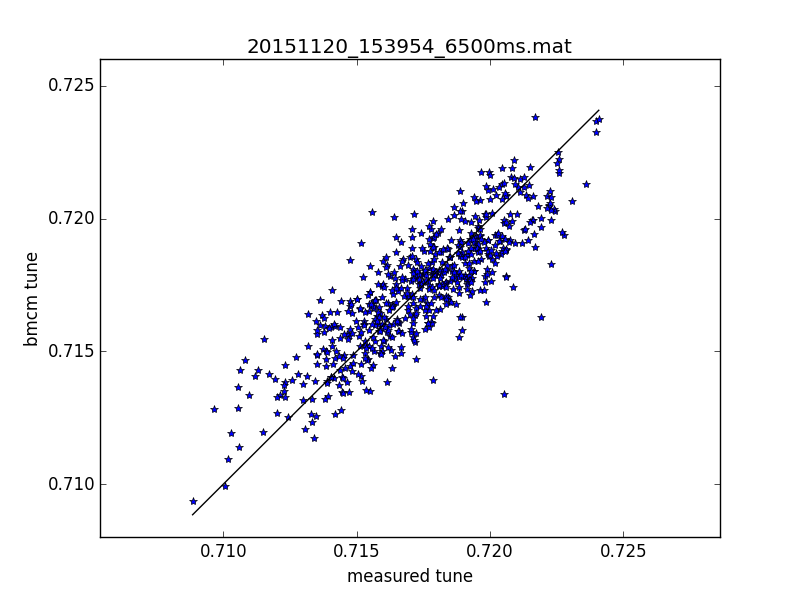 20151120_153954_6500ms.mat
0.725
0.720
0.715
0.710
bmcm tune
0.710 0.715 0.720 0.725
measured tune